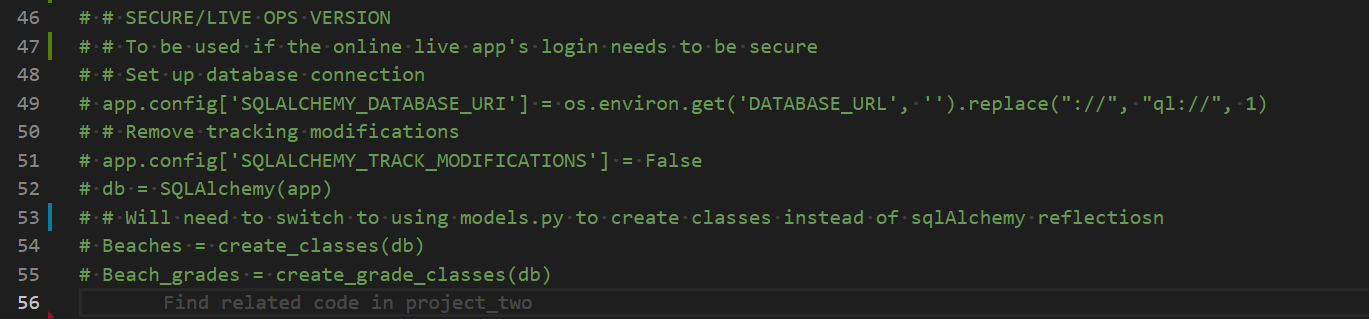 46 # # SECURE/LIVE OPS VERSION
47 # # To be used if the online live app's login needs to be secure
48 # # Set up database connection
49 # app.config['SQLALCHEMY_DATABASE_URI'] = os.environ.get('DATABASE_URL', '').replace("://", "ql://", 1)
50 # # Remove tracking modifications
51 # app.config['SQLALCHEMY_TRACK_MODIFICATIONS'] = False
52 # db = SQLAlchemy(app)
53 # # Will need to switch to using models.py to create classes instead of sqlAlchemy reflectiosn
54 # Beaches = create_classes(db)
55 # Beach_grades = create_grade_classes(db)
56 Find related code in project_two